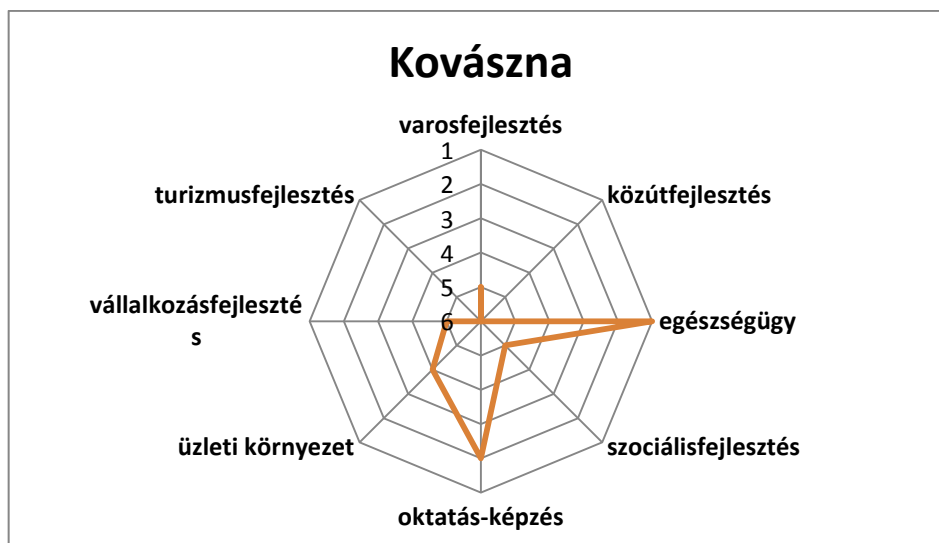 Kovászna
varosfejlesztés
1
turizmusfejlesztés
közútfejlesztés
2
3
4
5
vállalkozásfejleszté
s
6
egészségügy
üzleti környezet
szociálisfejlesztés
oktatás-képzés